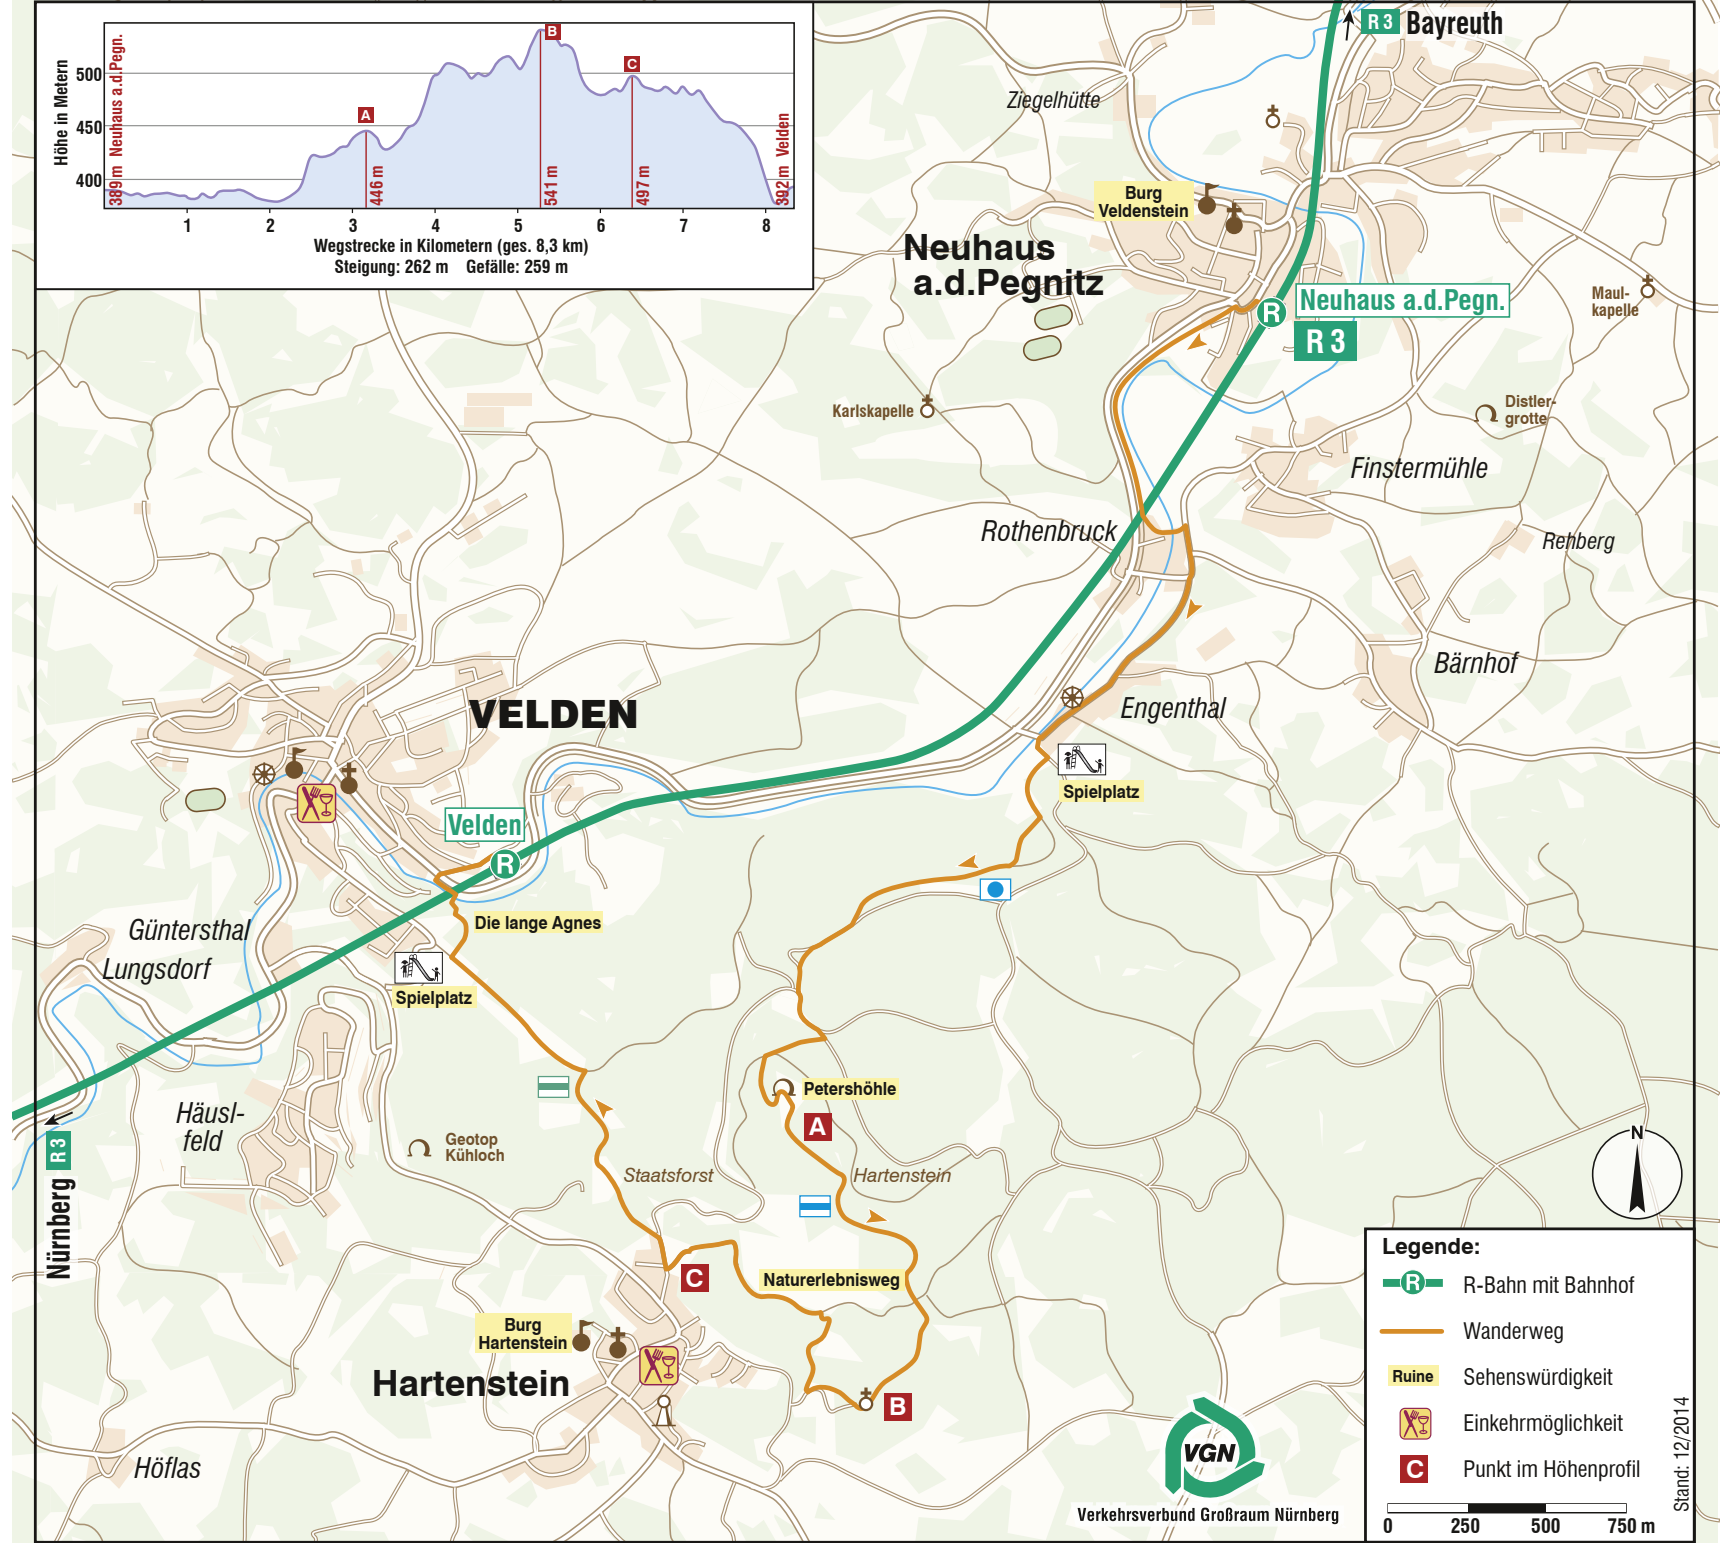 Höhe in Metern
500
450
400
389 m Neuhaus a.d.Pegn.
A
446 m
B
541 m
C
497 m
392 m Velden
1 2 3 4 5 6 7 8
Wegstrecke in Kilometern (ges. 8,3 km)
Steigung: 262 m Gefälle: 259 m
R 3 Bayreuth
Ziegelhütte
Burg
Veldenstein
Neuhaus
a.d.Pegnitz
R
Neuhaus a.d.Pegn.
R 3
Maul-
kapelle
Karlskapelle
Distler-
grotte
Finstermühle
Rothenbruck
Rehberg
Bärnhof
Engenthal
VELDEN
Spielplatz
Velden
R
Die lange Agnes
Güntersthal
Lungsdorf
Spielplatz
Petershöhle
A
Häusl-
feld
Geotop
Kühloch
Staatsforst
Hartenstein
R 3
Nürnberg
N
C
Naturerlebnisweg
Burg
Hartenstein
Hartenstein
B
Höflas
VGN
Verkehrsverbund Großraum Nürnberg
Legende:
R R-Bahn mit Bahnhof
Wanderweg
Ruine Sehenswürdigkeit
Einkehrmöglichkeit
C Punkt im Höhenprofil
0 250 500 750 m
Stand: 12/2014